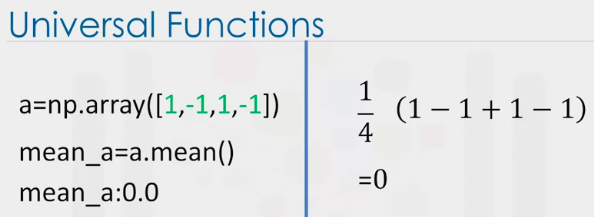 Universal Functions
a=np.array([1,-1,1,-1])
mean_a=a.mean()
mean_a:0.0
1/4 (1 − 1 + 1 − 1)
=0